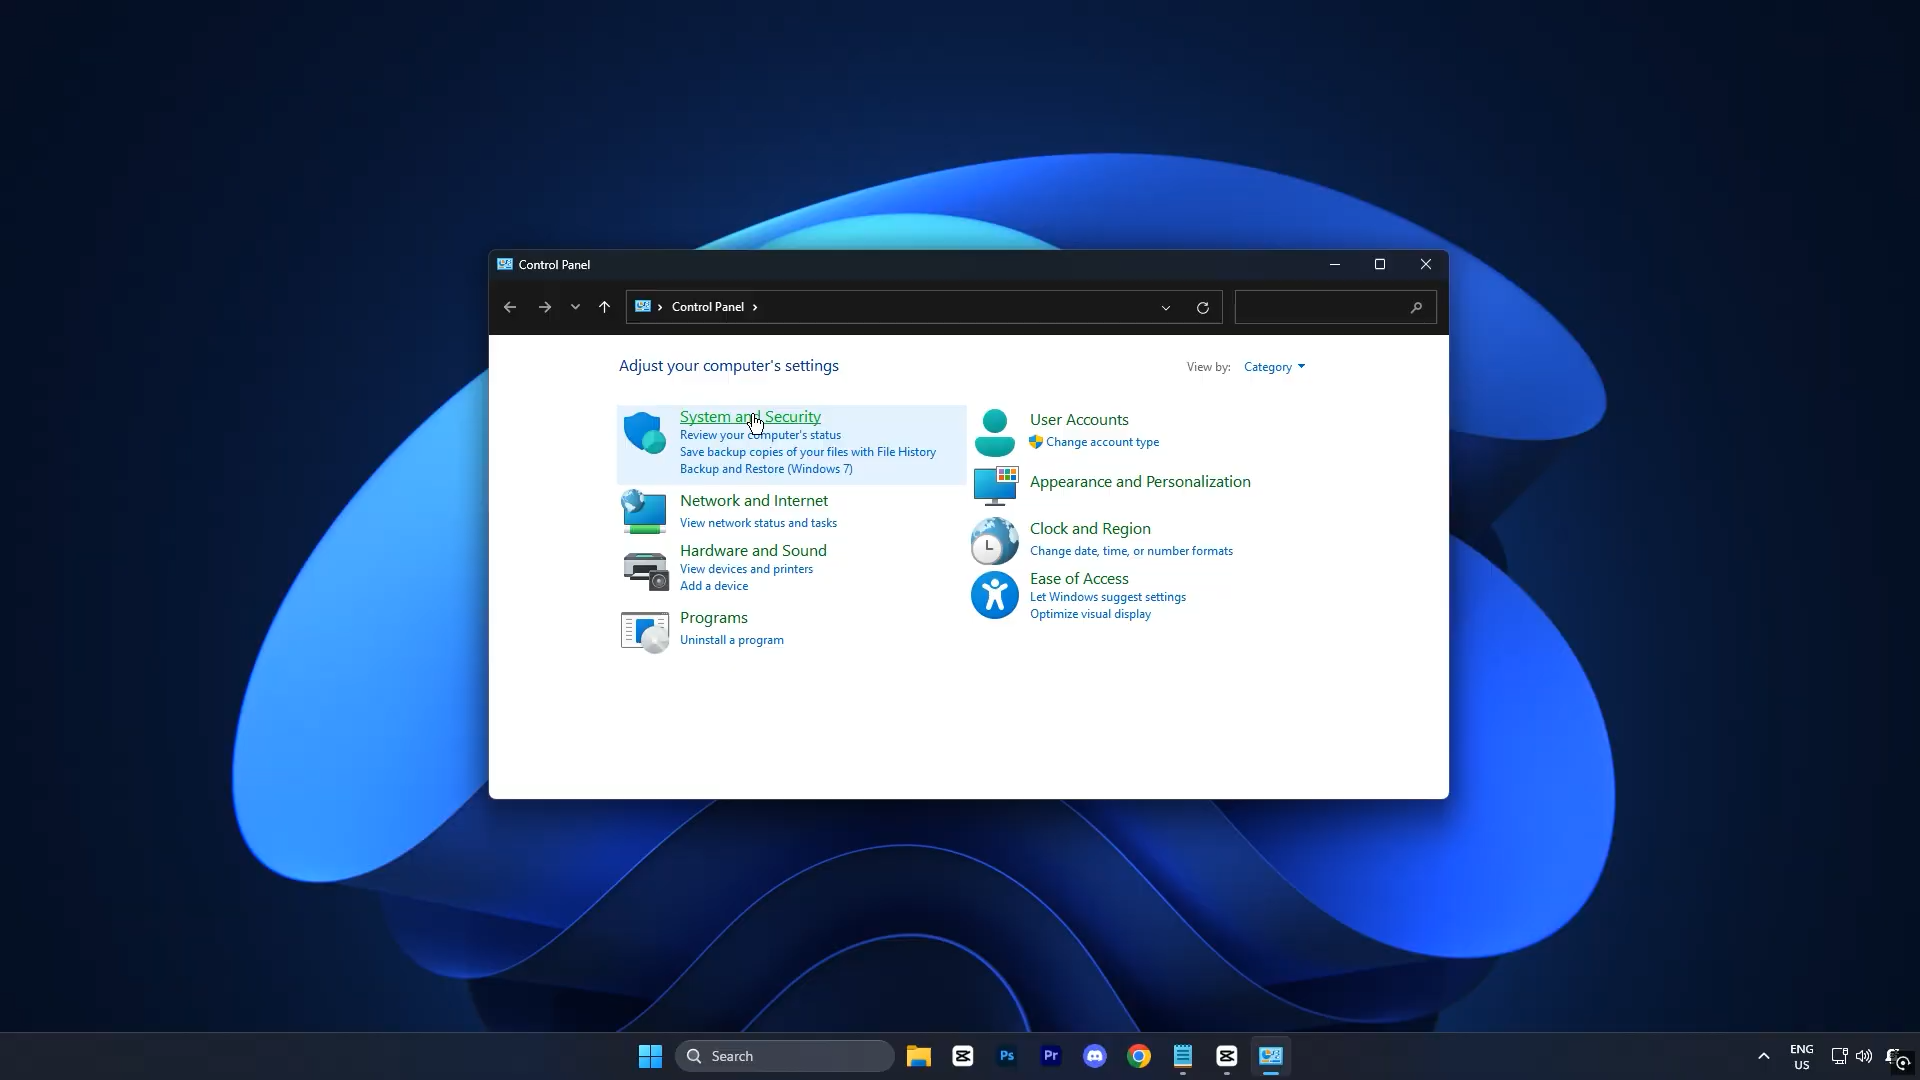 Control Panel
Control Panel
Adjust your computer's settings
View by: Category
System and Security
Review your computer's status
Save backup copies of your files with File History
Backup and Restore (Windows 7)
Network and Internet
View network status and tasks
Hardware and Sound
View devices and printers
Add a device
Programs
Uninstall a program
User Accounts
Change account type
Appearance and Personalization
Clock and Region
Change date, time, or number formats
Ease of Access
Let Windows suggest settings
Optimize visual display
Search
Ps
Pr
ENG
US